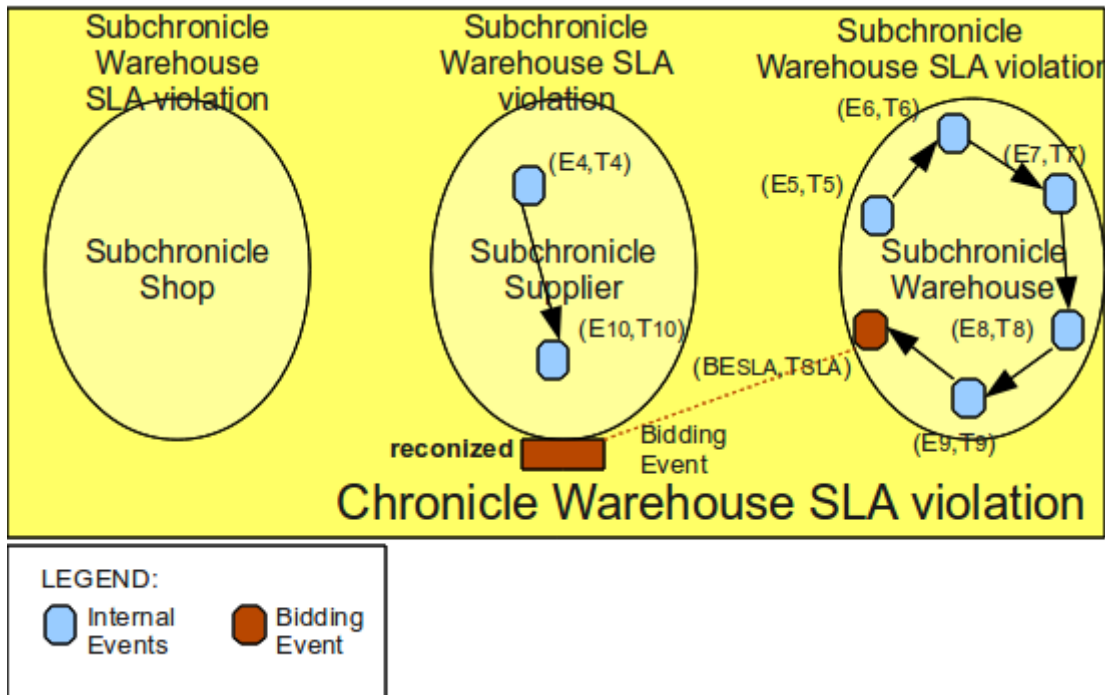 Subchronicle
Warehouse
SLA violation
Subchronicle
Warehouse SLA
violation
Subchronicle
Warehouse SLA violation
(E6,T6)
(E4,T4)
(E7,T7)
(E5,T5)
Subchronicle
Shop
Subchronicle
Supplier
Subchronicle
Warehouse
(E10,T10)
(E8,T8)
(BESLA,TSLA)
(E9,T9)
reconized
Bidding
Event
Chronicle Warehouse SLA violation
LEGEND:
Internal
Events
Bidding
Event